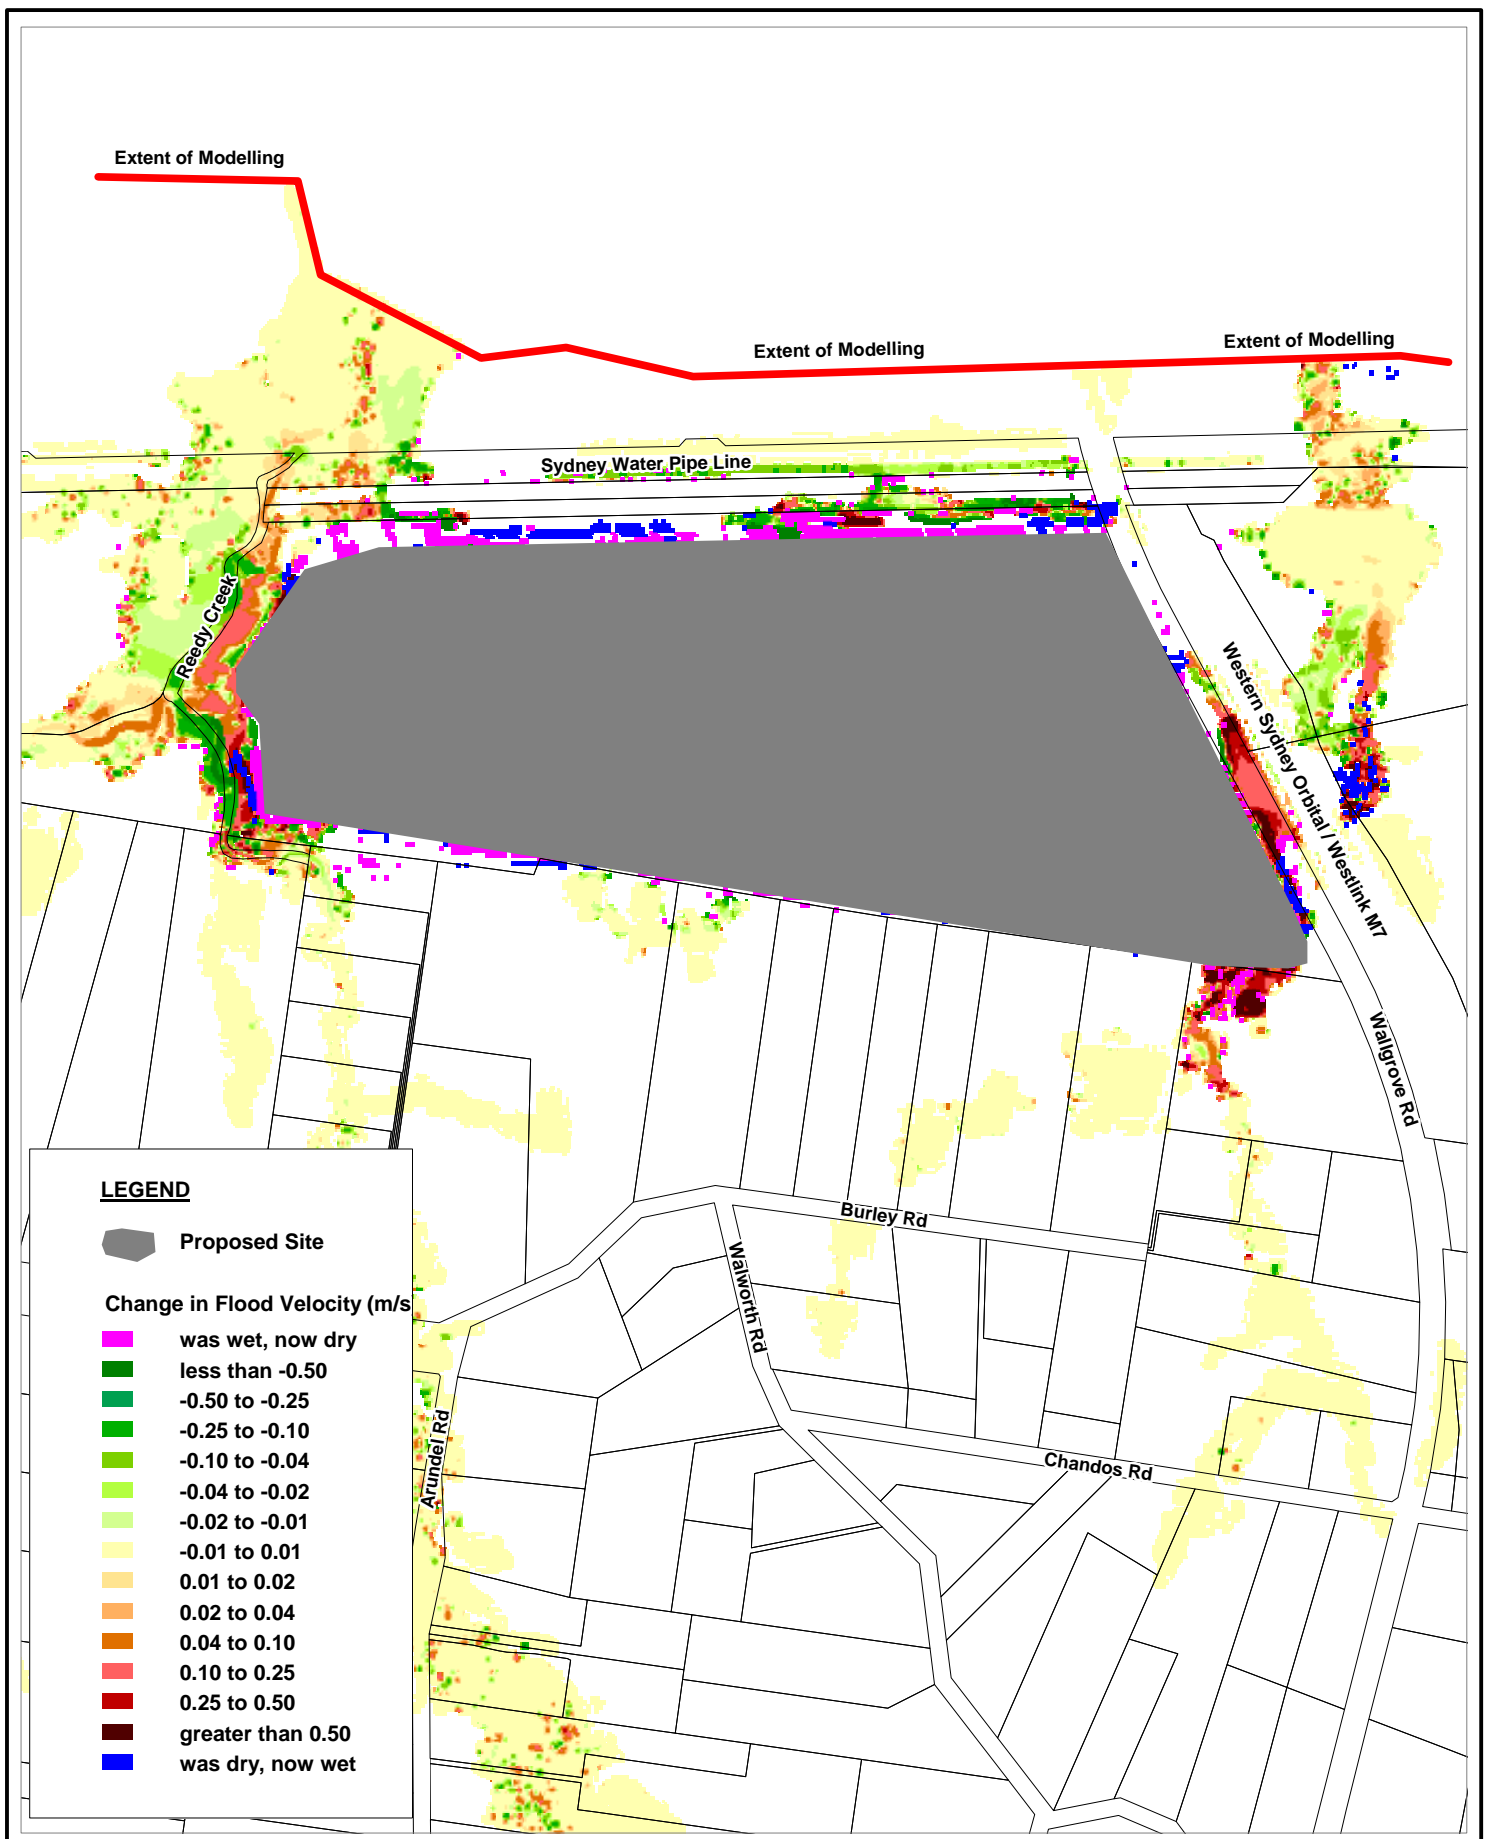 Extent of Modelling
Extent of Modelling
Extent of Modelling
Sydney Water Pipe Line
Reedy Creek
Western Sydney Orbital / Westlink M7
Wallgrove Rd
LEGEND
Proposed Site
Change in Flood Velocity (m/s
was wet, now dry
less than -0.50
-0.50 to -0.25
-0.25 to -0.10
-0.10 to -0.04
-0.04 to -0.02
-0.02 to -0.01
-0.01 to 0.01
0.01 to 0.02
0.02 to 0.04
0.04 to 0.10
0.10 to 0.25
0.25 to 0.50
greater than 0.50
was dry, now wet
Burley Rd
Walworth Rd
Arundel Rd
Chandos Rd